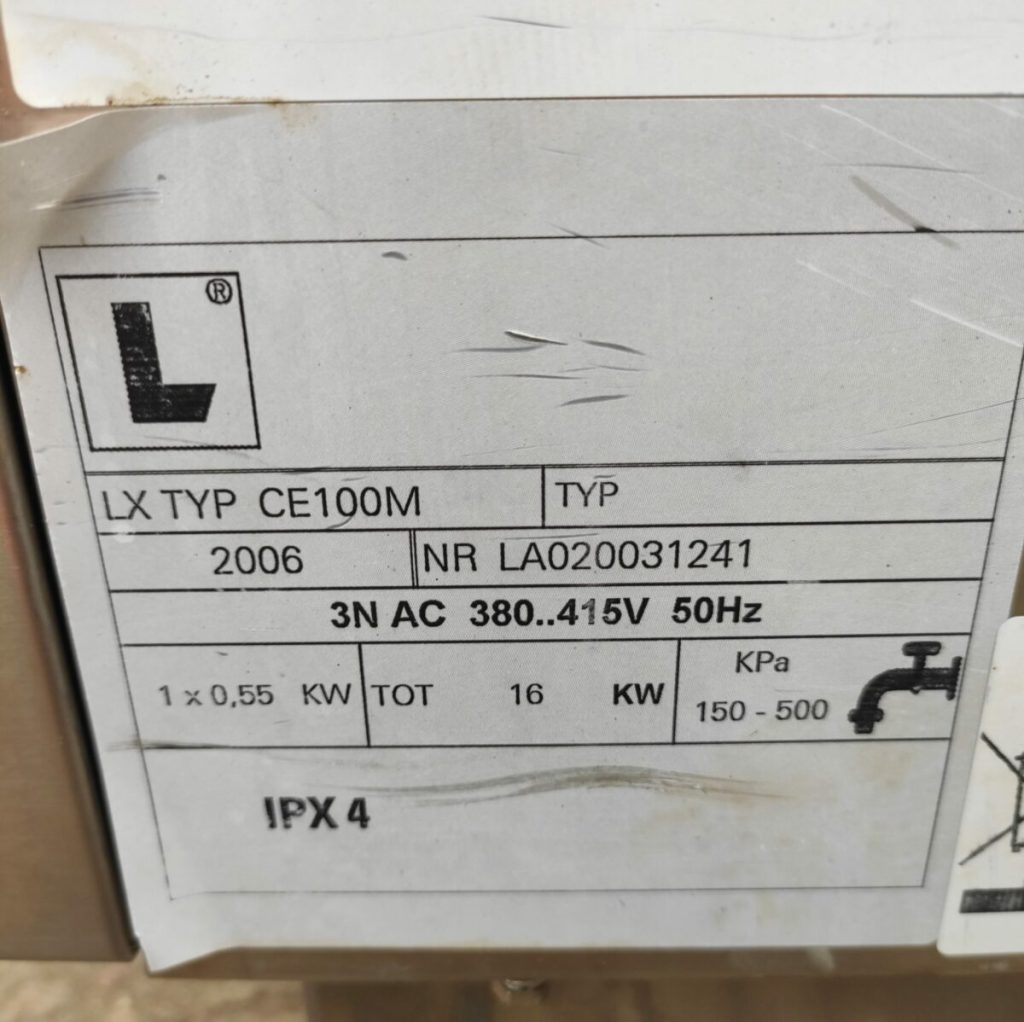 L ®
LX TYP CE100M TYP
2006 NR LA020031241
3N AC 380..415V 50Hz
1 x 0,55 KW TOT 16 KW KPa
150 - 500
IPX 4